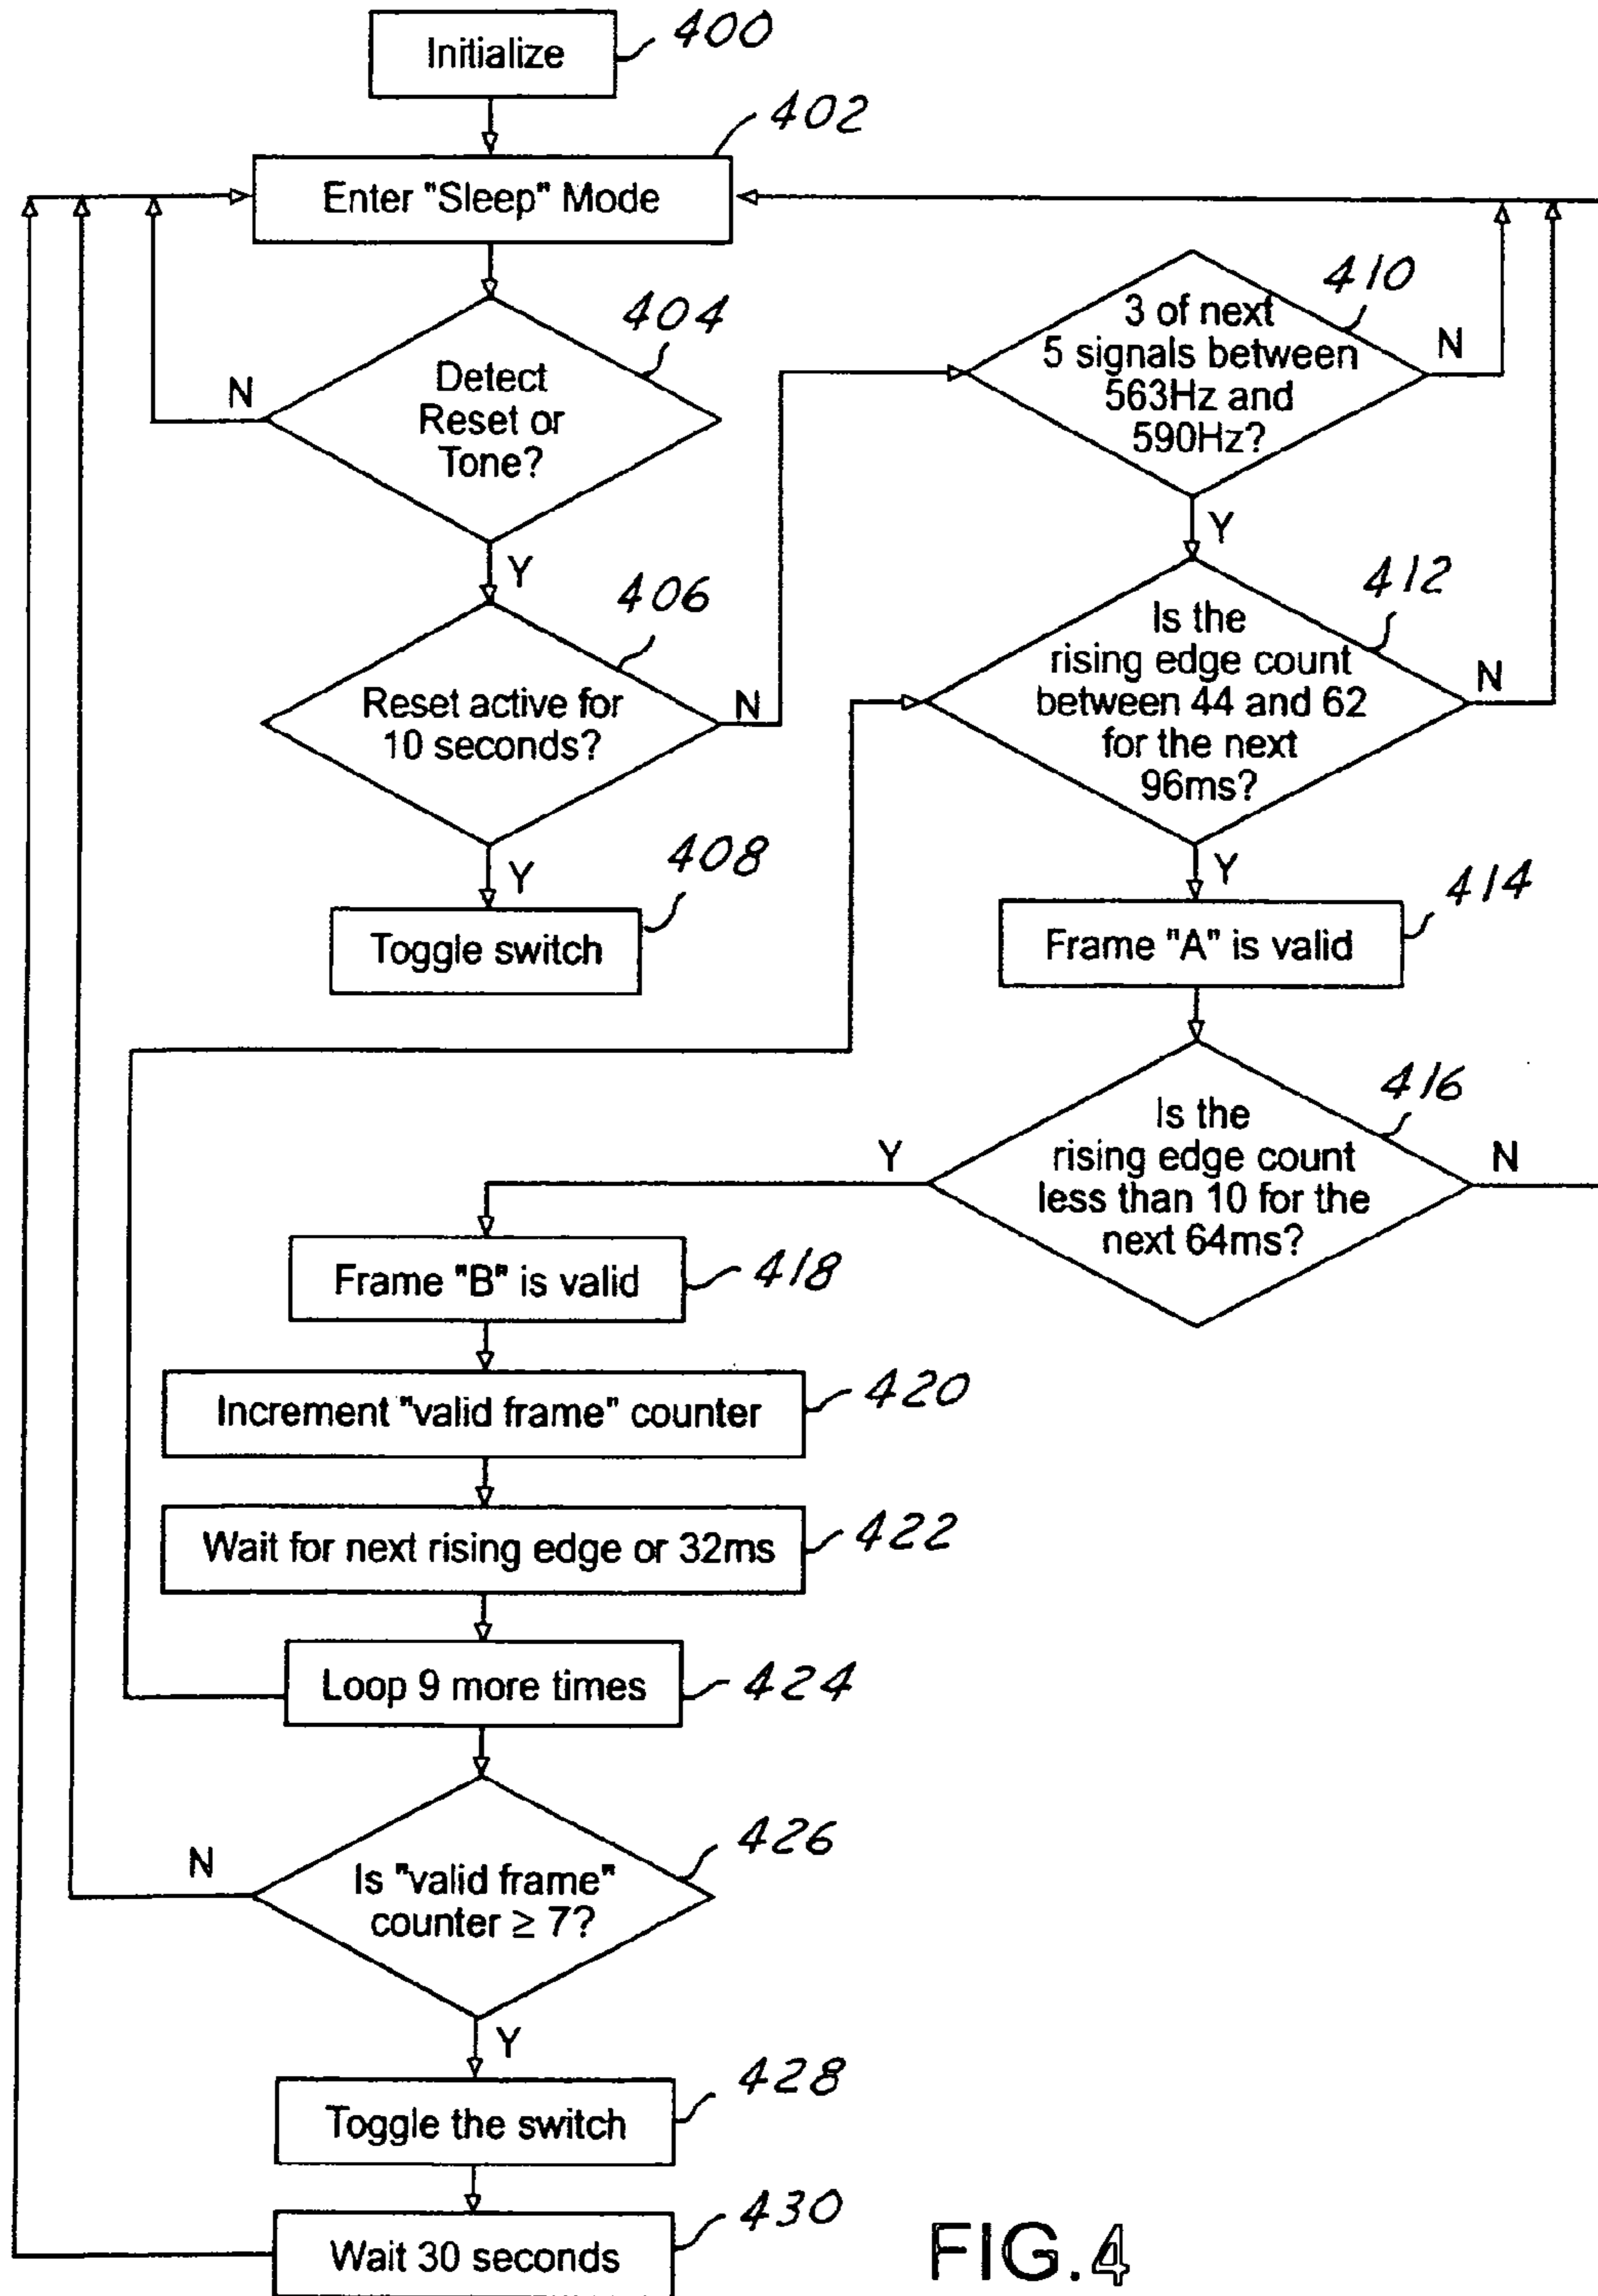 Initialize
400
402
Enter "Sleep" Mode
404
Detect
Reset or
Tone?
N
Y
406
Reset active for
10 seconds?
N
Y
408
Toggle switch
410
3 of next
5 signals between
563Hz and
590Hz?
N
Y
412
Is the
rising edge count
between 44 and 62
for the next
96ms?
N
Y
414
Frame "A" is valid
416
Is the
rising edge count
less than 10 for the
next 64ms?
Y
N
Frame "B" is valid
418
Increment "valid frame" counter
420
Wait for next rising edge or 32ms
422
Loop 9 more times
424
426
Is "valid frame"
counter ≥ 7?
N
Y
428
Toggle the switch
430
Wait 30 seconds
FIG.4